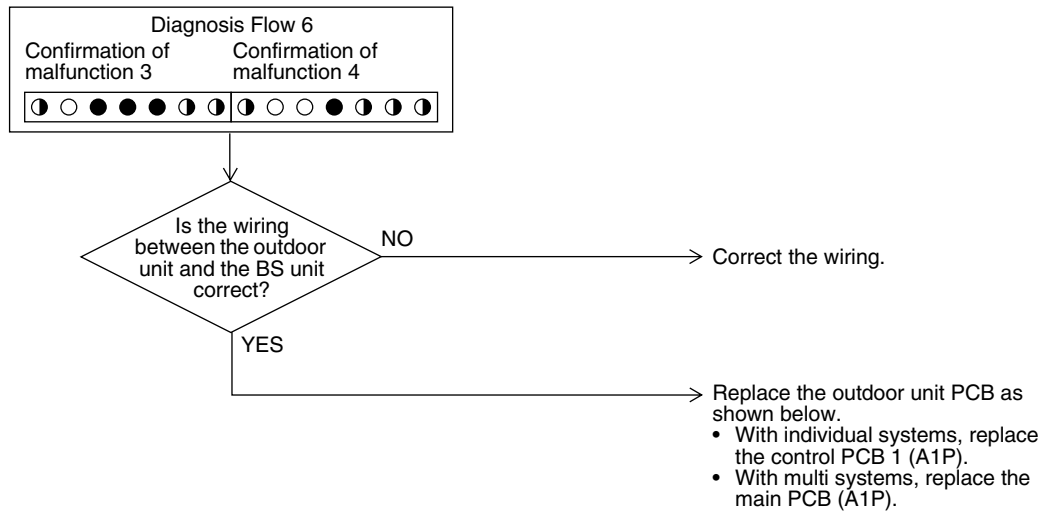 Diagnosis Flow 6
Confirmation of
malfunction 3
Confirmation of
malfunction 4
Is the wiring
between the outdoor
unit and the BS unit
correct?
NO
Correct the wiring.
YES
Replace the outdoor unit PCB as
shown below.
• With individual systems, replace
the control PCB 1 (A1P).
• With multi systems, replace the
main PCB (A1P).